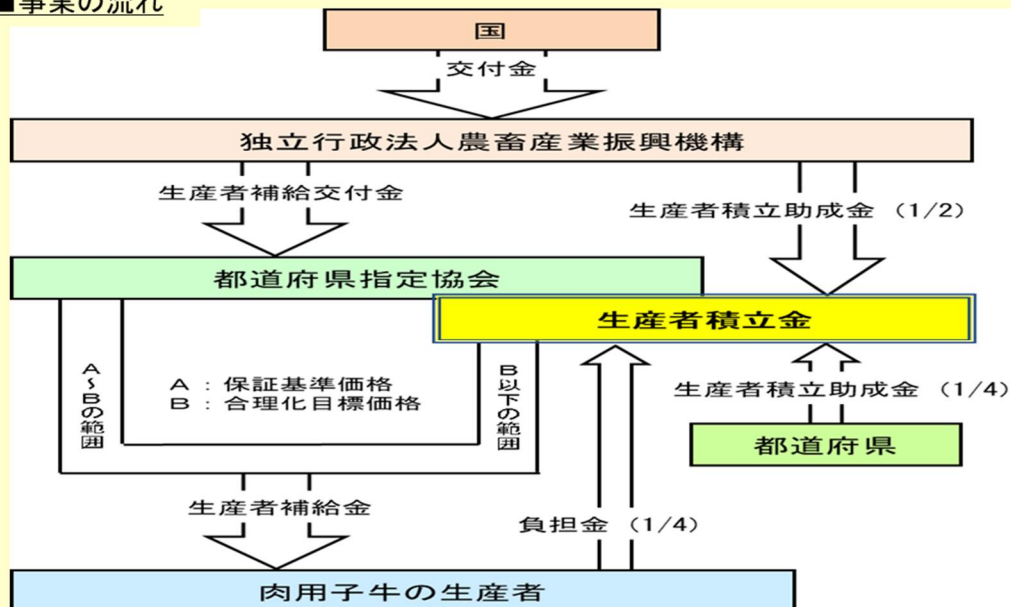 ■事業の流れ
国
交付金
独立行政法人農畜産業振興機構
生産者補給交付金
生産者積立助成金（1/2）
都道府県指定協会
生産者積立金
A～Bの範囲
A：保証基準価格
B：合理化目標価格
B以下の範囲
生産者積立助成金（1/4）
都道府県
生産者補給金
負担金（1/4）
肉用子牛の生産者